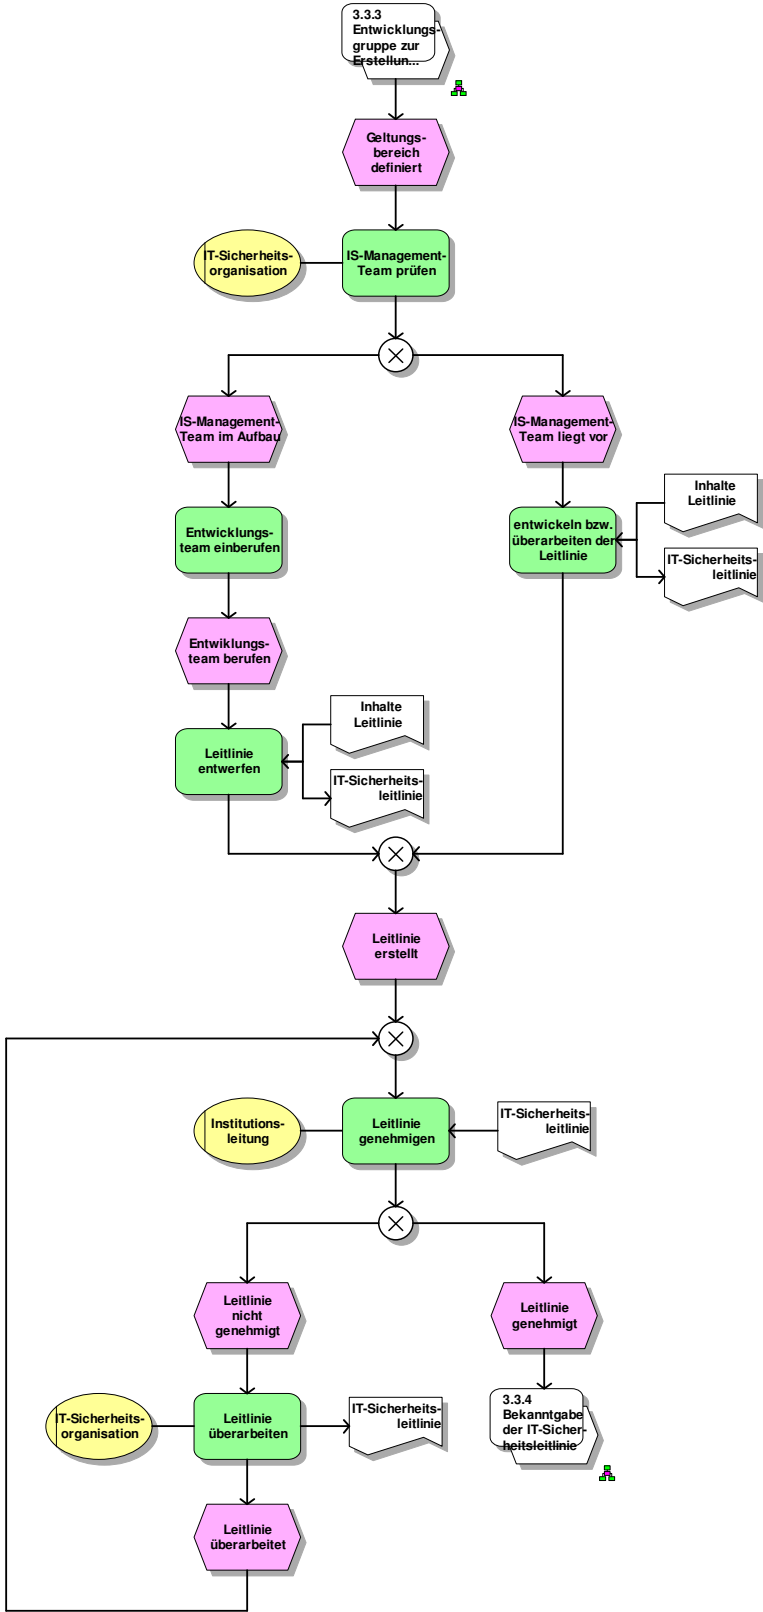 3.3.3
Entwicklungs-
gruppe zur
Erstellun...
Geltungs-
bereich
definiert
IT-Sicherheits-
organisation
IS-Management-
Team prüfen
IS-Management-
Team im Aufbau
IS-Management-
Team liegt vor
Entwicklungs-
team einberufen
entwickeln bzw.
überarbeiten der
Leitlinie
Inhalte
Leitlinie
IT-Sicherheits-
leitlinie
Entwiklungs-
team berufen
Leitlinie
entwerfen
Inhalte
Leitlinie
IT-Sicherheits-
leitlinie
Leitlinie
erstellt
Institutions-
leitung
Leitlinie
genehmigen
IT-Sicherheits-
leitlinie
Leitlinie
nicht
genehmigt
Leitlinie
genehmigt
IT-Sicherheits-
organisation
Leitlinie
überarbeiten
IT-Sicherheits-
leitlinie
3.3.4
Bekanntgabe
der IT-Sicher-
heitsleitlinie
Leitlinie
überarbeitet